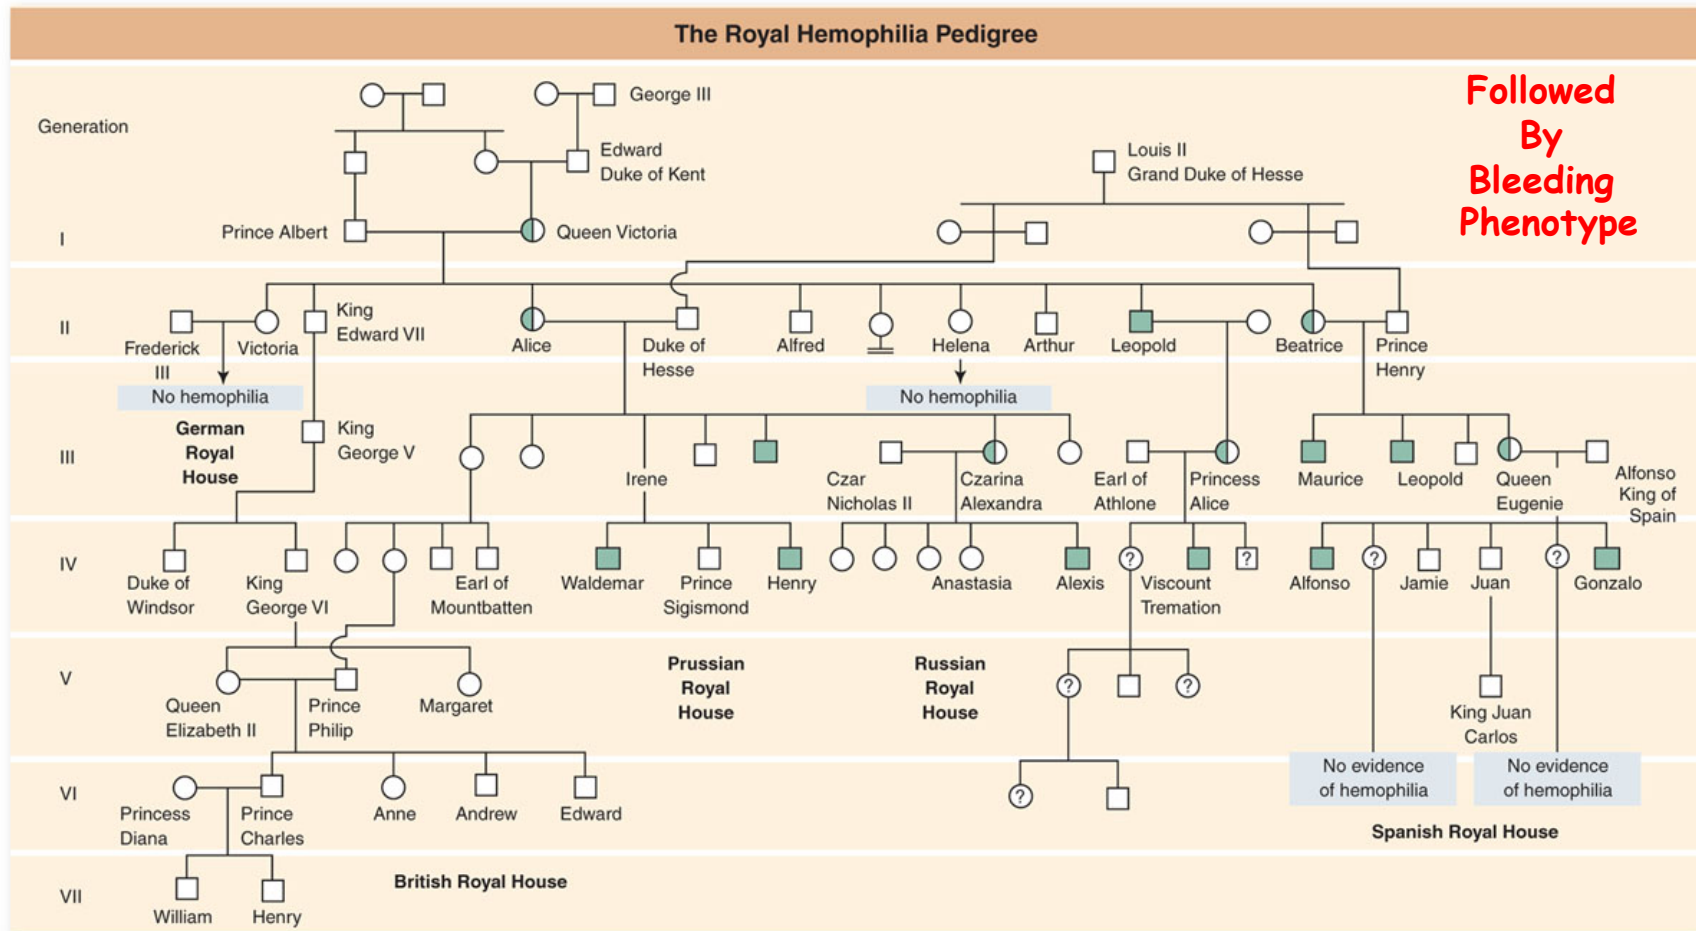 The Royal Hemophilia Pedigree
Followed
By
Bleeding
Phenotype
Generation
George III
Edward
Duke of Kent
Louis II
Grand Duke of Hesse
I
Prince Albert
Queen Victoria
II
Frederick
III
Victoria
King
Edward VII
Alice
Duke of
Hesse
Alfred
Helena
Arthur
Leopold
Beatrice
Prince
Henry
No hemophilia
No hemophilia
German
Royal
House
III
King
George V
Irene
Czar
Nicholas II
Czarina
Alexandra
Earl of
Athlone
Princess
Alice
Maurice
Leopold
Queen
Eugenie
Alfonso
King of
Spain
IV
Duke of
Windsor
King
George VI
Earl of
Mountbatten
Waldemar
Prince
Sigismond
Henry
Anastasia
Alexis
?
Viscount
Tremation
?
Alfonso
?
Jamie
Juan
?
Gonzalo
V
Queen
Elizabeth II
Prince
Philip
Margaret
Prussian
Royal
House
Russian
Royal
House
?
?
King Juan
Carlos
No evidence
of hemophilia
No evidence
of hemophilia
VI
Princess
Diana
Prince
Charles
Anne
Andrew
Edward
?
Spanish Royal House
VII
William
Henry
British Royal House